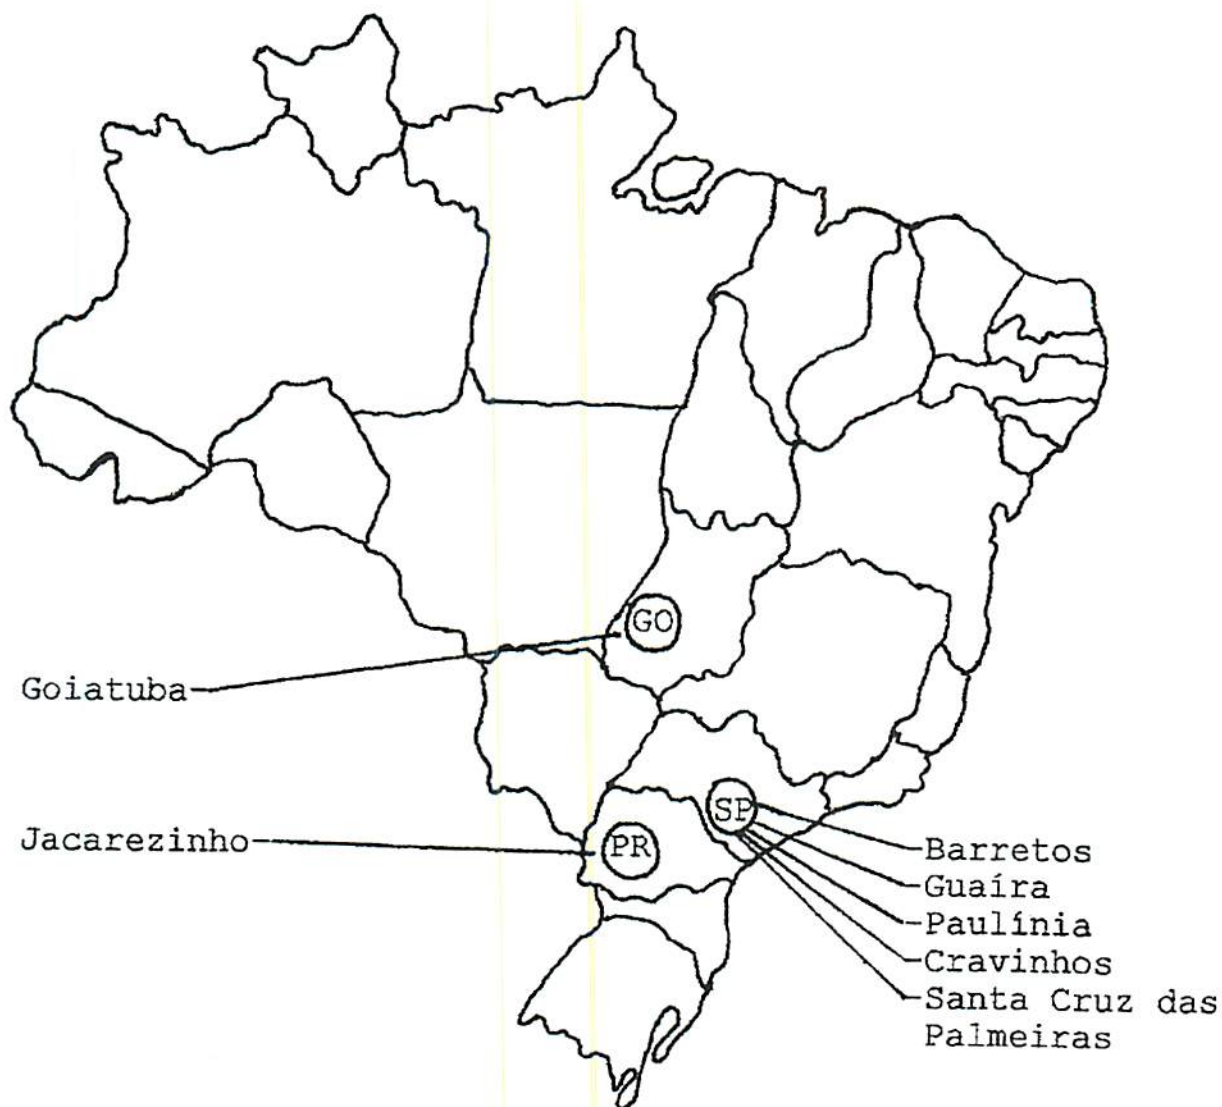 GO
Goiatuba
SP
Jacarezinho
PR
Barretos
Guaíra
Paulínia
Cravinhos
Santa Cruz das
Palmeiras